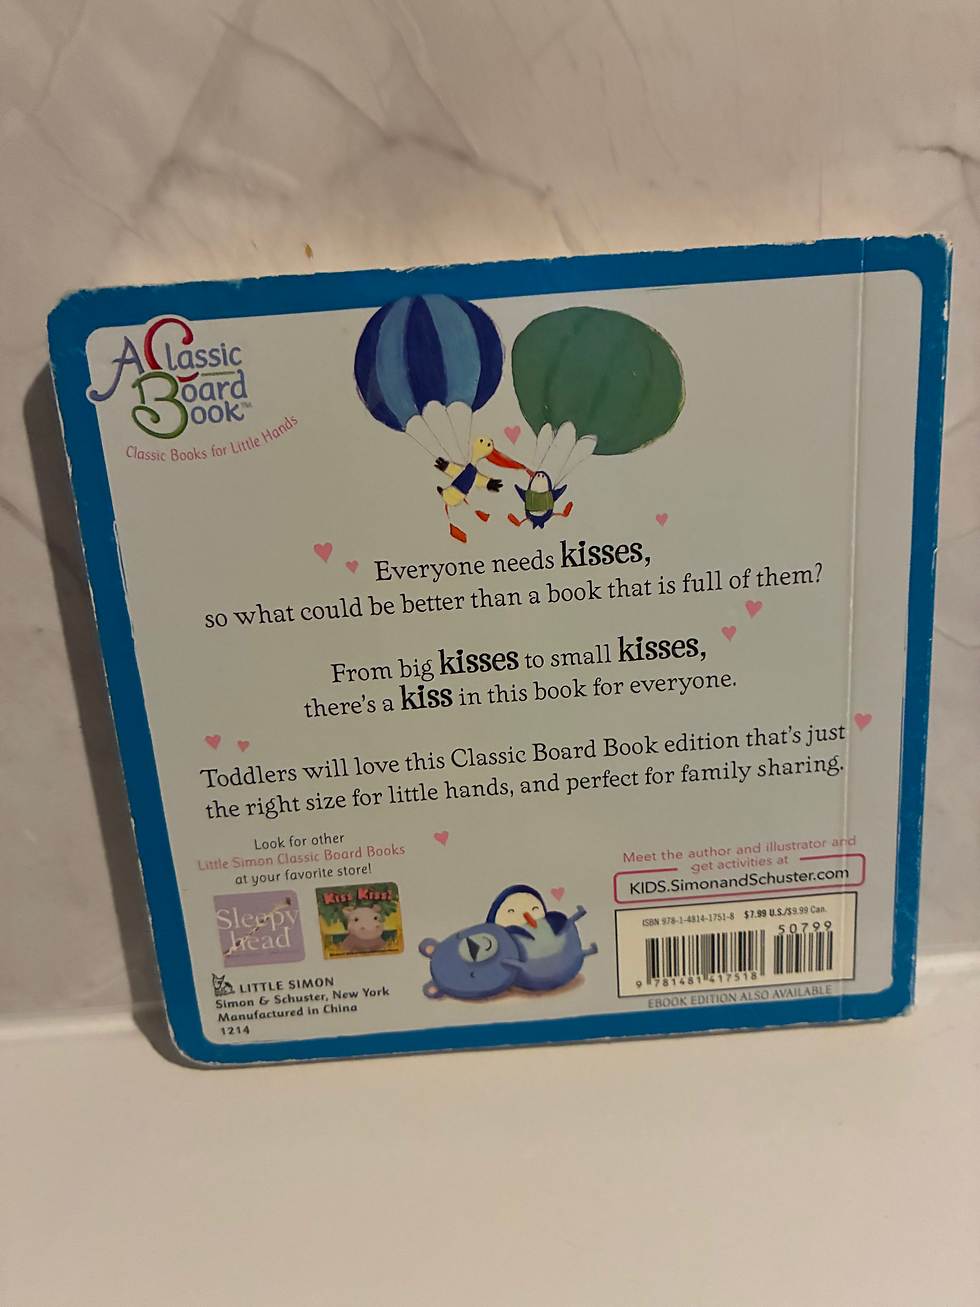 A Classic
Board
Book™
Classic Books for Little Hands
Everyone needs kisses,
so what could be better than a book that is full of them?
From big kisses to small kisses,
there's a kiss in this book for everyone.
Toddlers will love this Classic Board Book edition that's just
the right size for little hands, and perfect for family sharing.
Look for other
Little Simon Classic Board Books
at your favorite store!
Sleepy
head
Kiss Kiss!
LITTLE SIMON
Simon & Schuster, New York
Manufactured in China
1214
Meet the author and illustrator and
get activities at
KIDS.SimonandSchuster.com
ISBN 978-1-4814-1751-8 $7.99 U.S./$9.99 Can.
50799
9 781481 417518
EBOOK EDITION ALSO AVAILABLE